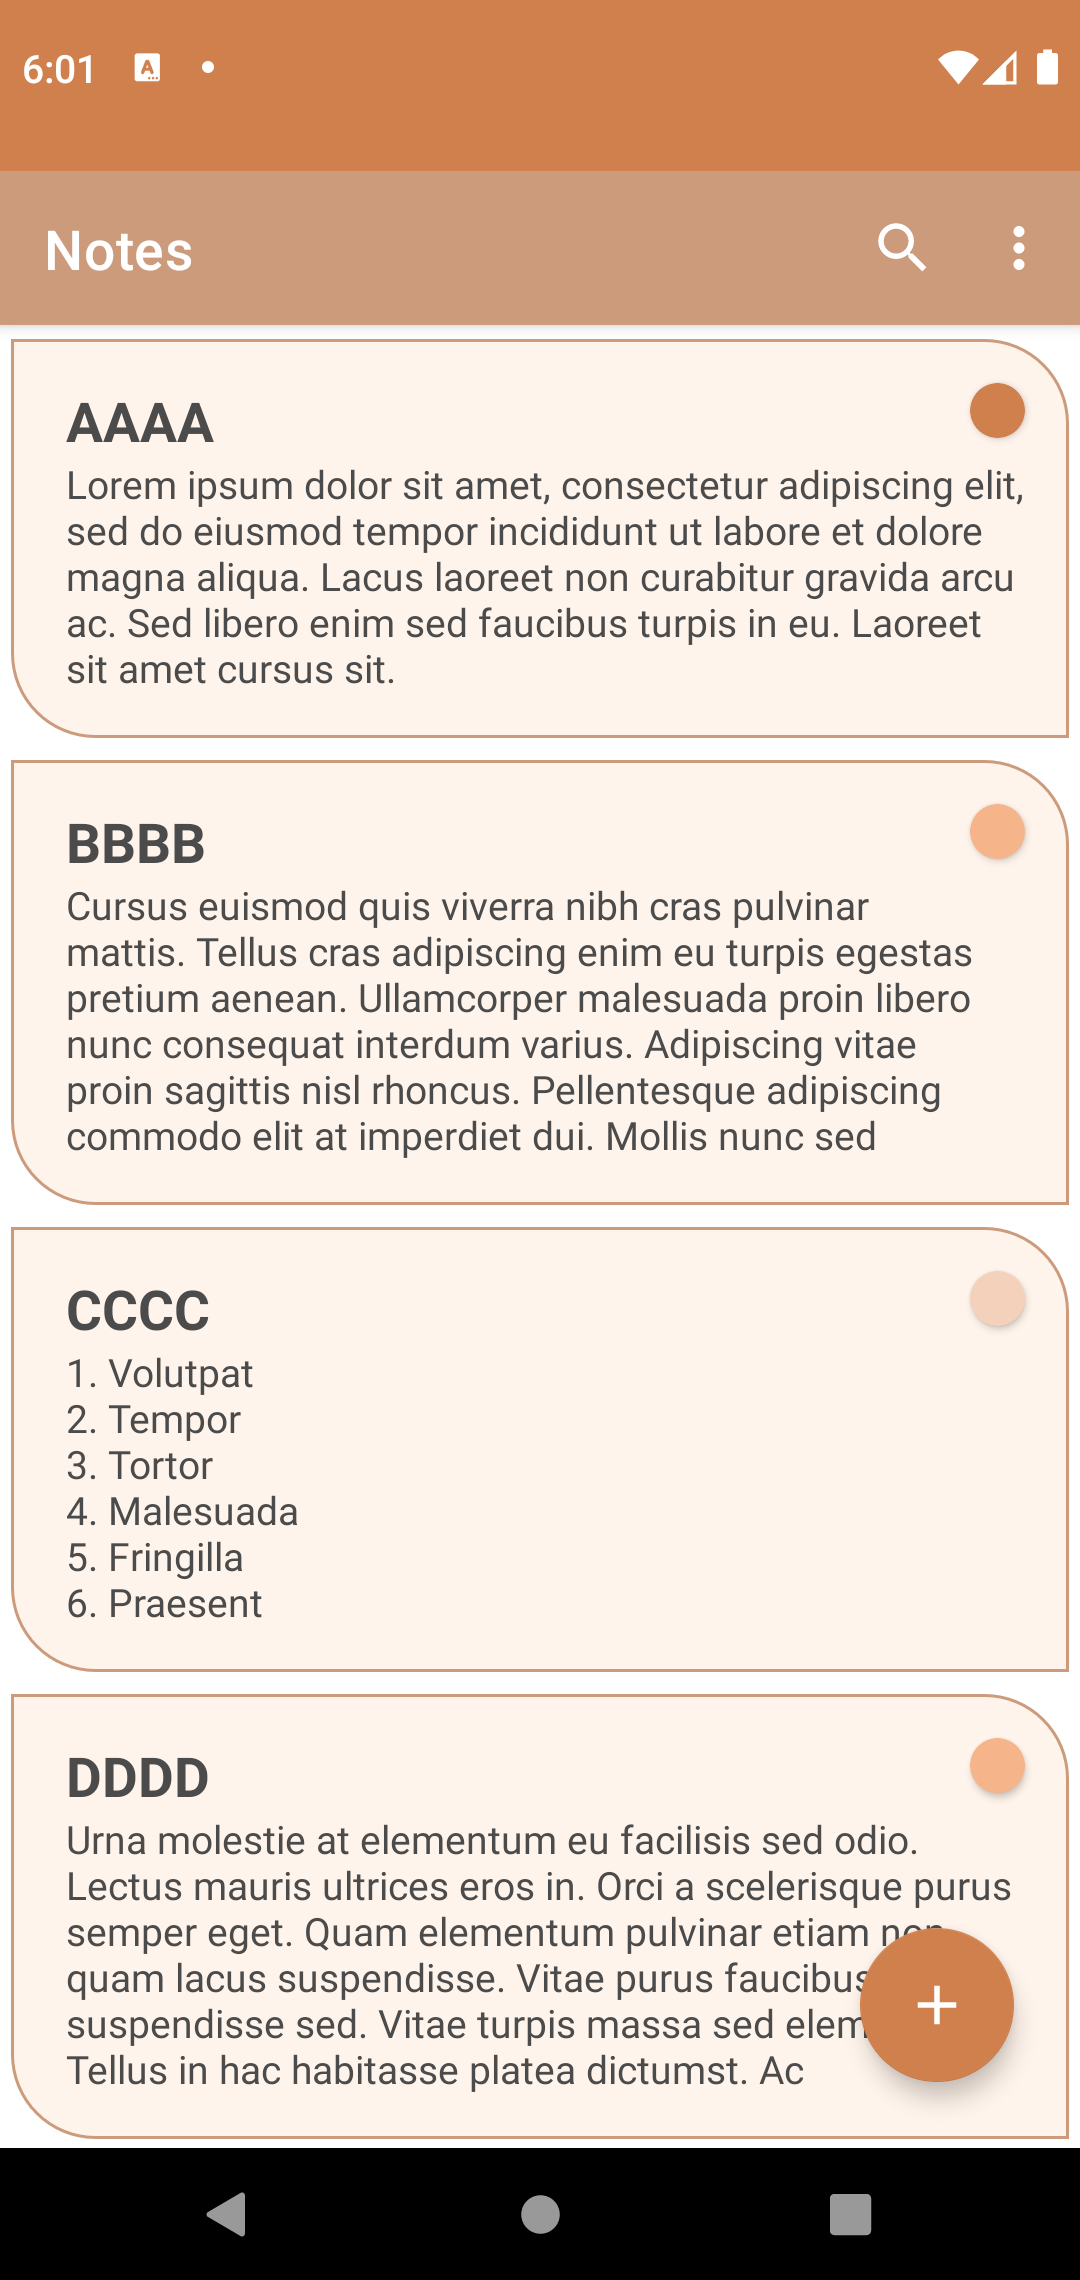 6:01
Notes
AAAA
Lorem ipsum dolor sit amet, consectetur adipiscing elit,
sed do eiusmod tempor incididunt ut labore et dolore
magna aliqua. Lacus laoreet non curabitur gravida arcu
ac. Sed libero enim sed faucibus turpis in eu. Laoreet
sit amet cursus sit.
BBBB
Cursus euismod quis viverra nibh cras pulvinar
mattis. Tellus cras adipiscing enim eu turpis egestas
pretium aenean. Ullamcorper malesuada proin libero
nunc consequat interdum varius. Adipiscing vitae
proin sagittis nisl rhoncus. Pellentesque adipiscing
commodo elit at imperdiet dui. Mollis nunc sed
CCCC
1. Volutpat
2. Tempor
3. Tortor
4. Malesuada
5. Fringilla
6. Praesent
DDDD
Urna molestie at elementum eu facilisis sed odio.
Lectus mauris ultrices eros in. Orci a scelerisque purus
semper eget. Quam elementum pulvinar etiam non
quam lacus suspendisse. Vitae purus faucibus
suspendisse sed. Vitae turpis massa sed
Tellus in hac habitasse platea dictumst. Ac